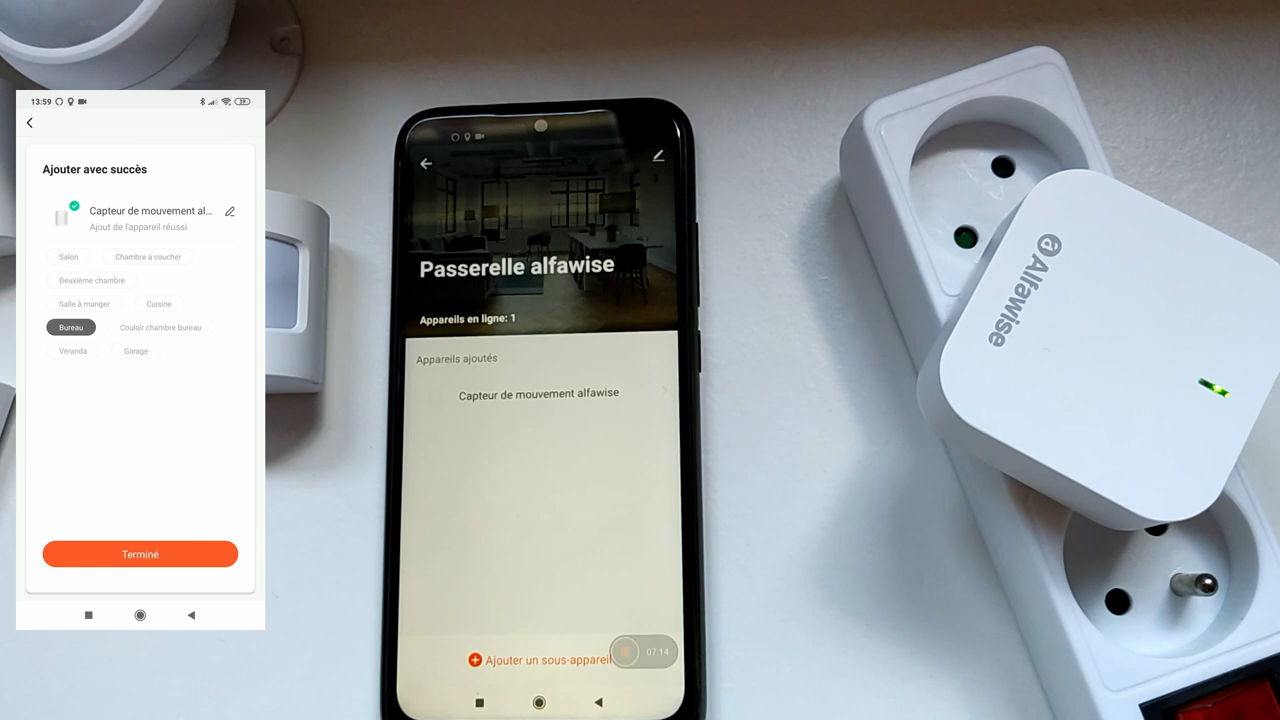 13:59
39
Ajouter avec succès
Capteur de mouvement al...
Ajout de l'appareil réussi
Salon
Chambre à coucher
Deuxième chambre
Salle à manger
Cuisine
Bureau
Couloir chambre bureau
Véranda
Garage
Terminé
Passerelle alfawise
Appareils en ligne: 1
Appareils ajoutés
Capteur de mouvement alfawise
Ajouter un sous-appareil
07:14
Alfawise